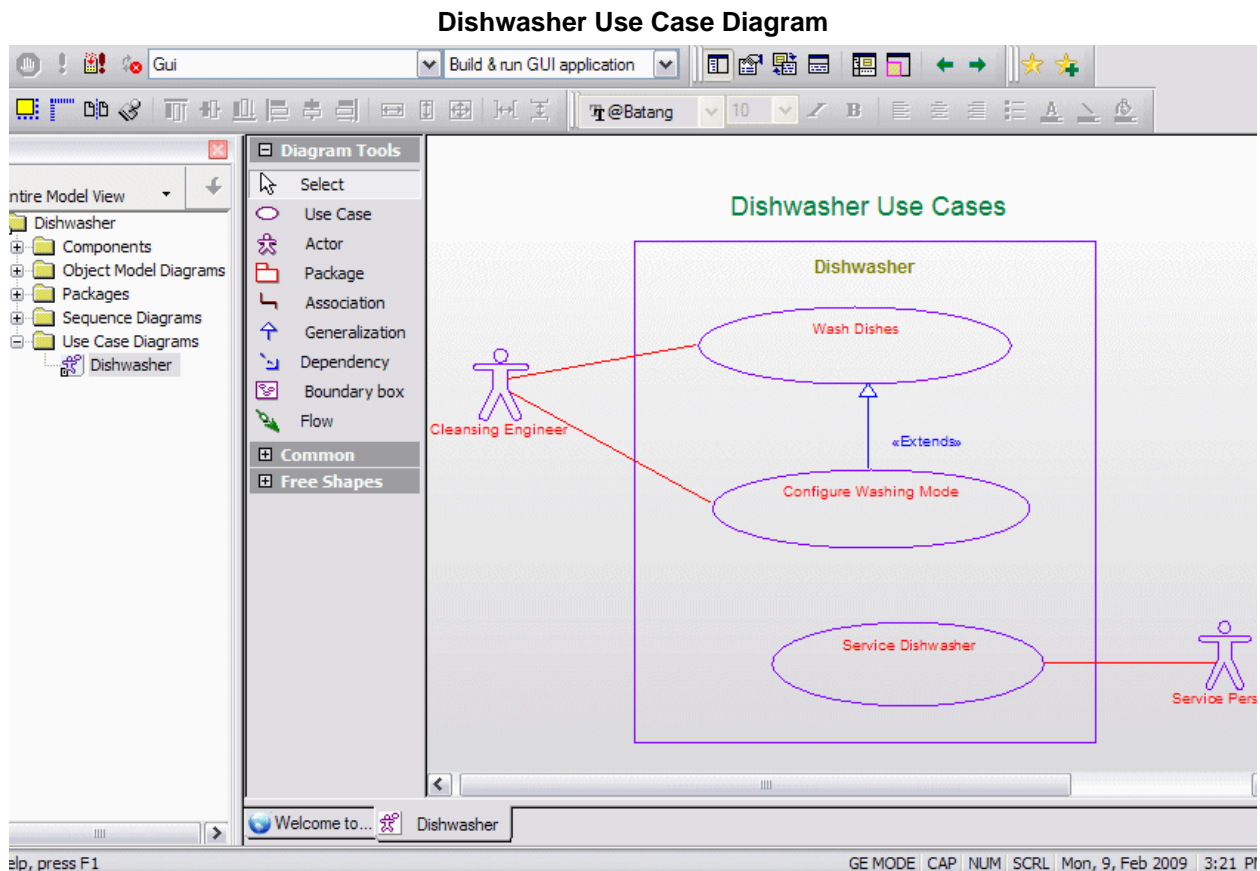 Dishwasher Use Case Diagram
Gui
Build & run GUI application
@Batang
10
B
A
Diagram Tools
Select
Use Case
Actor
Package
Association
Generalization
Dependency
Boundary box
Flow
Common
Free Shapes
ntire Model View
Dishwasher
Components
Object Model Diagrams
Packages
Sequence Diagrams
Use Case Diagrams
Dishwasher
Dishwasher Use Cases
Dishwasher
Wash Dishes
Cleansing Engineer
«Extends»
Configure Washing Mode
Service Dishwasher
Service Pers
Welcome to...
Dishwasher
elp, press F1
GE MODE CAP NUM SCRL Mon, 9, Feb 2009 3:21 PM